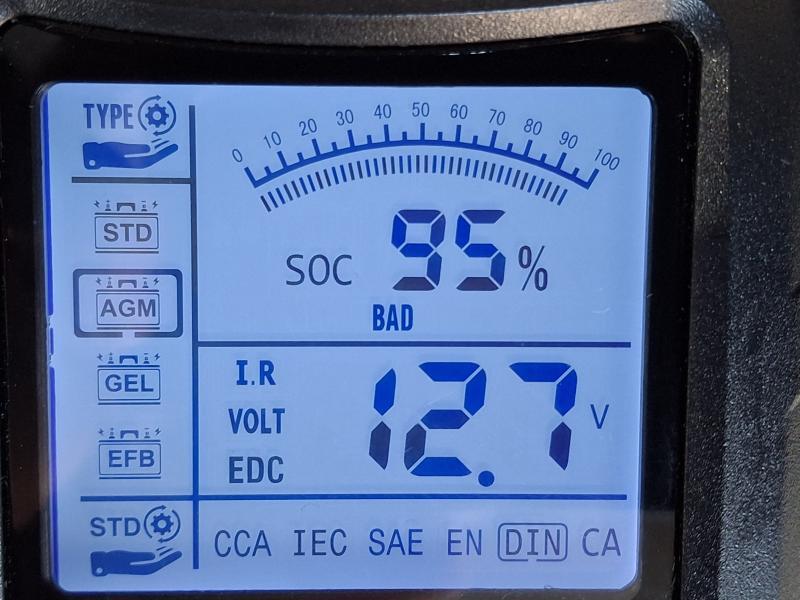 TYPE
0 10 20 30 40 50 60 70 80 90 100
STD
SOC 95%
AGM
BAD
GEL
I.R
VOLT 12.7 V
EFB
EDC
STD
CCA IEC SAE EN DIN CA